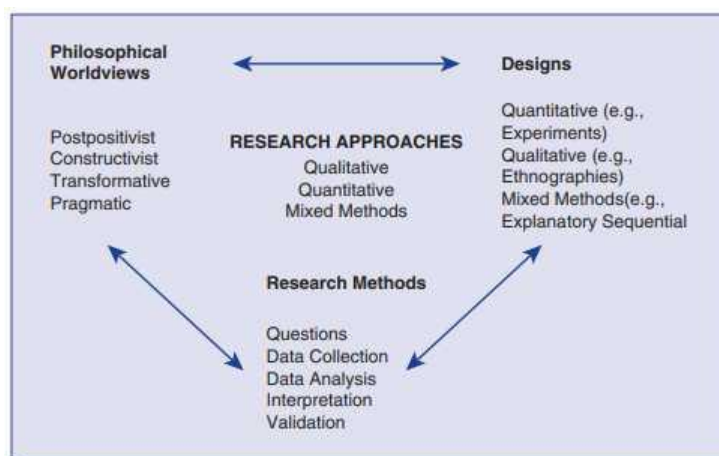 Philosophical
Worldviews
Postpositivist
Constructivist
Transformative
Pragmatic
RESEARCH APPROACHES
Qualitative
Quantitative
Mixed Methods
Designs
Quantitative (e.g.,
Experiments)
Qualitative (e.g.,
Ethnographies)
Mixed Methods(e.g.,
Explanatory Sequential
Research Methods
Questions
Data Collection
Data Analysis
Interpretation
Validation